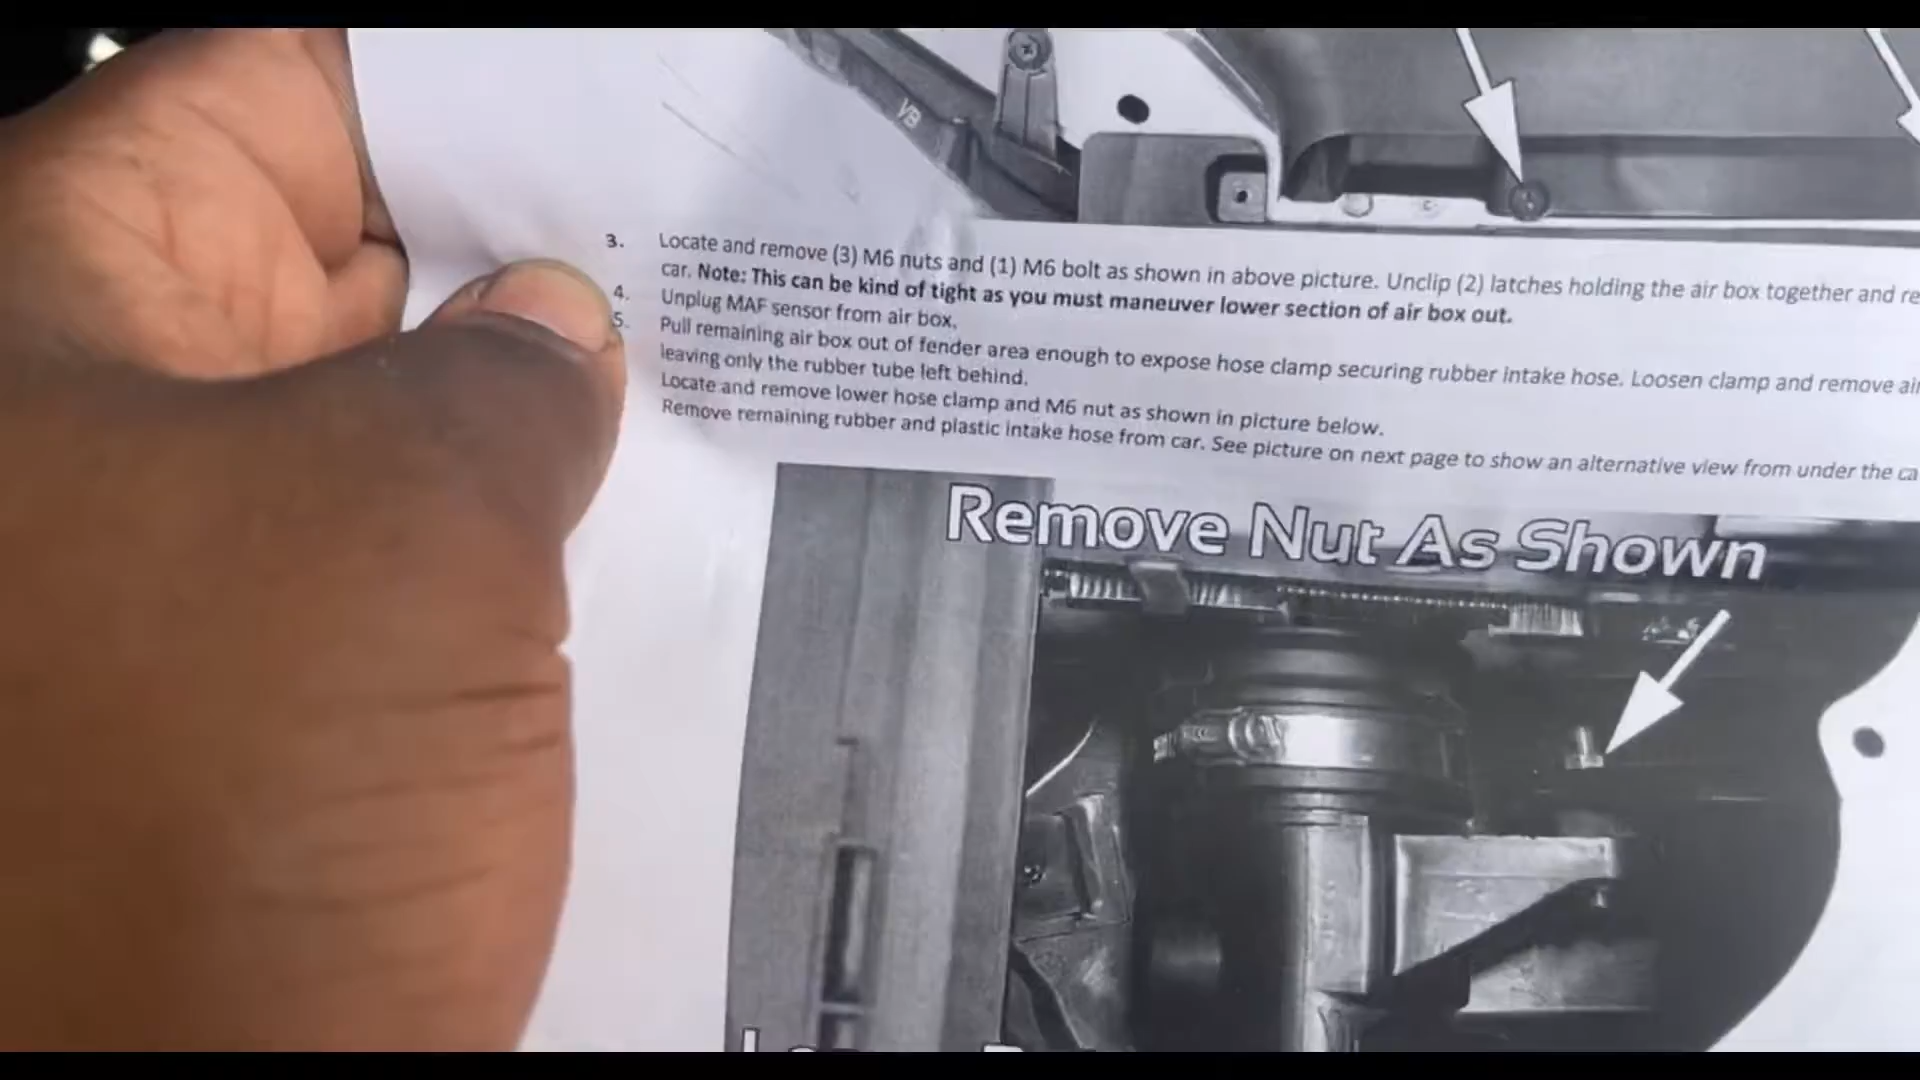 VB
3. Locate and remove (3) M6 nuts and (1) M6 bolt as shown in above picture. Unclip (2) latches holding the air box together and re
car. Note: This can be kind of tight as you must maneuver lower section of air box out.
4. Unplug MAF sensor from air box.
5. Pull remaining air box out of fender area enough to expose hose clamp securing rubber intake hose. Loosen clamp and remove air
leaving only the rubber tube left behind.
Locate and remove lower hose clamp and M6 nut as shown in picture below.
Remove remaining rubber and plastic intake hose from car. See picture on next page to show an alternative view from under the ca
Remove Nut As Shown